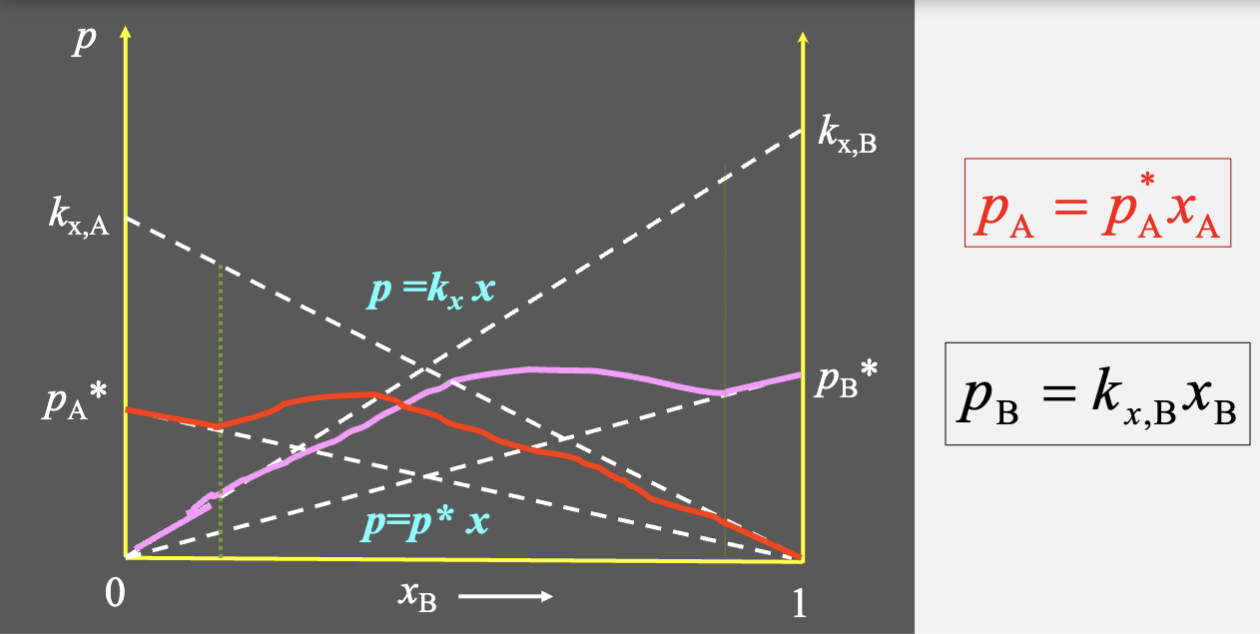 p
k_{x,B}
k_{x,A}
p_A = p_A^* x_A
p = k_x x
p_A*
p_B*
p_B = k_{x,B} x_B
p=p* x
0
x_B
1